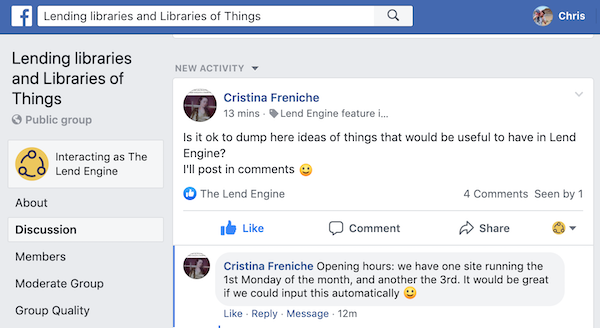 Lending libraries and Libraries of Things
Chris
Lending libraries
and Libraries of
Things
Public group
Interacting as The
Lend Engine
About
Discussion
Members
Moderate Group
Group Quality
NEW ACTIVITY
Cristina Freniche
13 mins · Lend Engine feature i...
Is it ok to dump here ideas of things that would be useful to have in Lend
Engine?
I'll post in comments 🙂
The Lend Engine
4 Comments Seen by 1
Like Comment Share
Cristina Freniche Opening hours: we have one site running the
1st Monday of the month, and another the 3rd. It would be great
if we could input this automatically 🙂
Like · Reply · Message · 12m